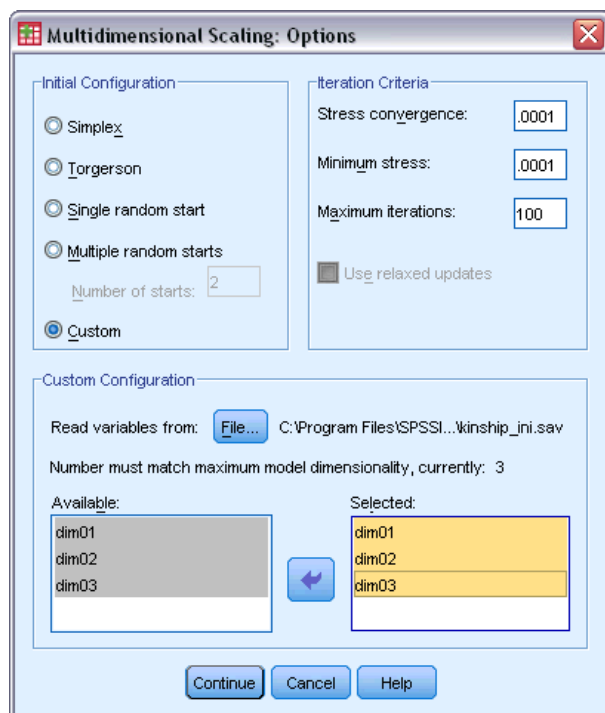 Multidimensional Scaling: Options
Initial Configuration
Simplex
Torgerson
Single random start
Multiple random starts
Number of starts: 2
Custom
Iteration Criteria
Stress convergence: .0001
Minimum stress: .0001
Maximum iterations: 100
Use relaxed updates
Custom Configuration
Read variables from: File... C:\Program Files\SPSSI...\kinship_ini.sav
Number must match maximum model dimensionality, currently: 3
Available:
dim01
dim02
dim03
Selected:
dim01
dim02
dim03
Continue Cancel Help